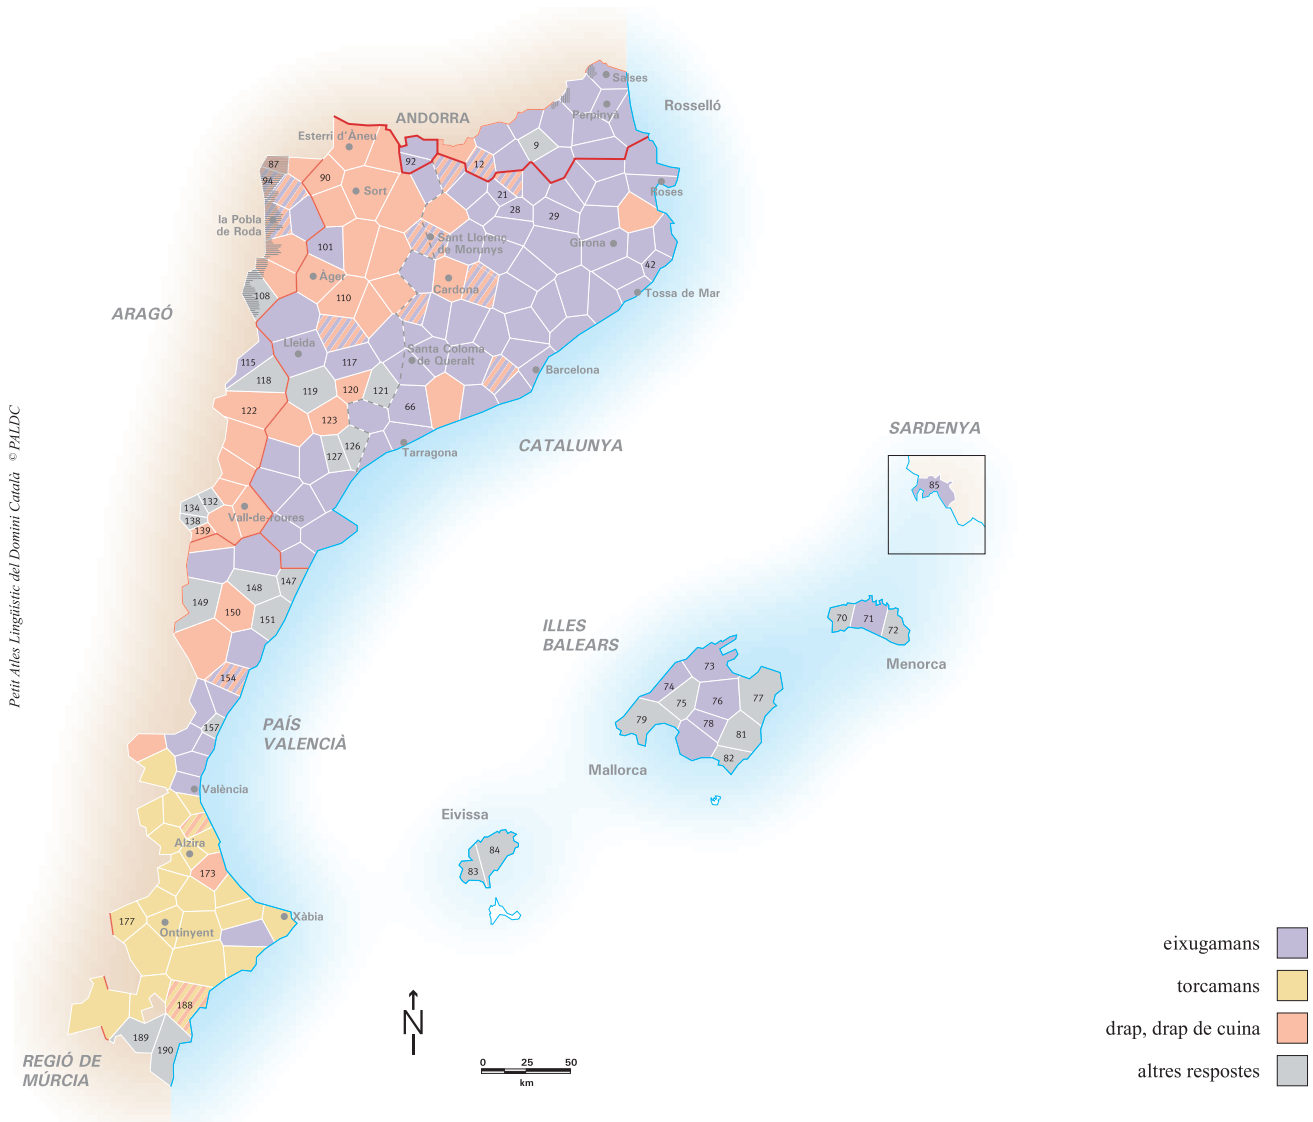 Salses
Rosselló
ANDORRA
Perpinyà
Esterri d'Àneu
9
87
92
12
94
90
Sort
21
Roses
28
29
la Pobla
de Roda
101
Sant Llorenç
de Morunys
Girona
42
Àger
Cardona
108
110
Tossa de Mar
ARAGÓ
Lleida
Santa Coloma
de Queralt
115
117
Barcelona
118
119
120
121
122
66
123
126
127
Tarragona
CATALUNYA
SARDENYA
85
132
134
138
139
Vall-de-roures
Petit Atles Lingüístic del Domini Català © PALDC
147
148
149
150
151
ILLES
BALEARS
70
71
72
Menorca
73
154
74
75
76
77
79
78
81
82
157
PAÍS
VALENCIÀ
Mallorca
València
Eivissa
Alzira
84
83
173
177
Xàbia
Ontinyent
eixugamans
torcamans
188
drap, drap de cuina
189
190
N
REGIÓ DE
MÚRCIA
0 25 50
km
altres respostes